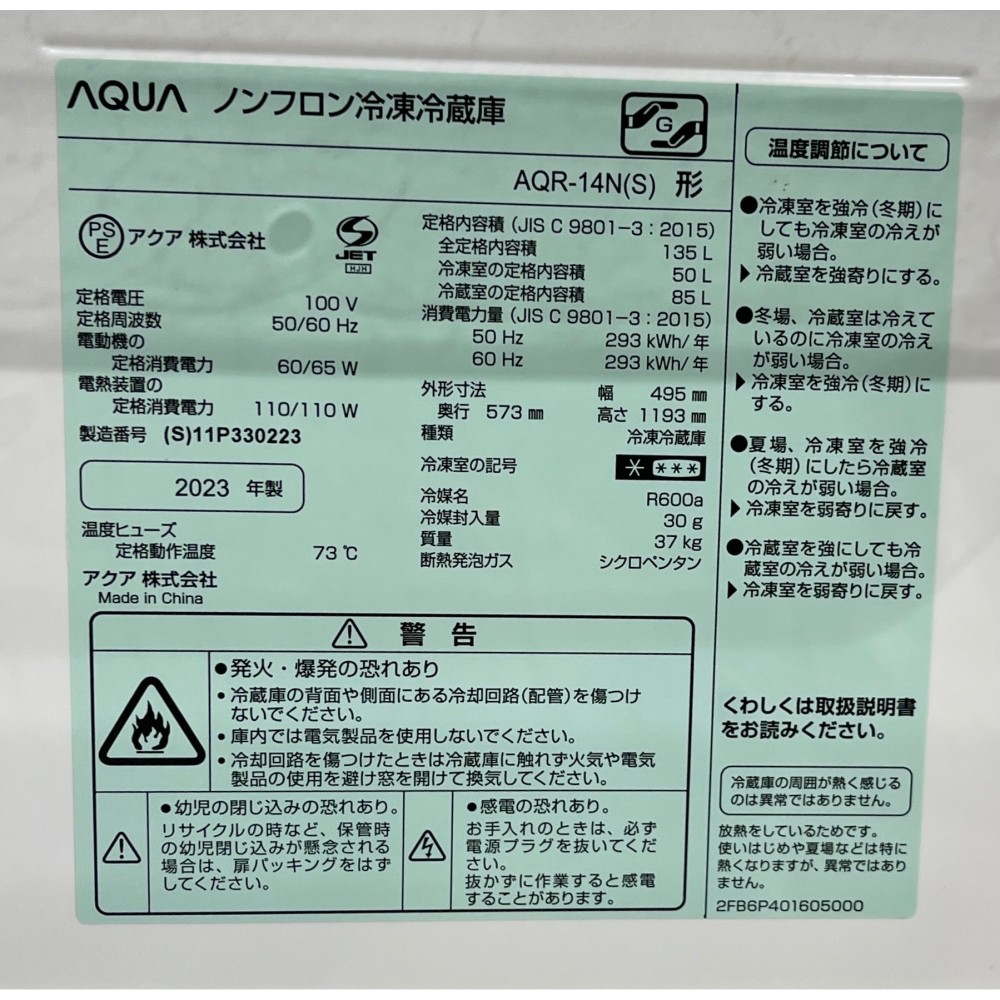 AQUA ノンフロン冷凍冷蔵庫
G
AQR-14N(S) 形
PS
E
アクア 株式会社
S
JET
HJH
定格電圧 100 V
定格周波数 50/60 Hz
電動機の
定格消費電力 60/65 W
電熱装置の
定格消費電力 110/110 W
製造番号 (S)11P330223
2023 年製
温度ヒューズ
定格動作温度 73 ℃
アクア 株式会社
Made in China
定格内容積 (JIS C 9801-3：2015)
全定格内容積 135 L
冷凍室の定格内容積 50 L
冷蔵室の定格内容積 85 L
消費電力量 (JIS C 9801-3：2015)
50 Hz 293 kWh/年
60 Hz 293 kWh/年
外形寸法 幅 495 ㎜
奥行 573 ㎜ 高さ 1193 ㎜
種類 冷凍冷蔵庫
冷凍室の記号 * ***
冷媒名 R600a
冷媒封入量 30 g
質量 37 kg
断熱発泡ガス シクロペンタン
⚠ 警 告
●発火・爆発の恐れあり
・冷蔵庫の背面や側面にある冷却回路(配管)を傷つけ
ないでください。
・庫内では電気製品を使用しないでください。
・冷却回路を傷つけたときは冷蔵庫に触れず火気や電気
製品の使用を避け窓を開けて換気してください。
●幼児の閉じ込みの恐れあり。
リサイクルの時など、保管時
の幼児閉じ込みが懸念される
場合は、扉パッキングをはず
してください。
●感電の恐れあり。
お手入れのときは、必ず
電源プラグを抜いてくだ
さい。
抜かずに作業すると感電
することがあります。
温度調節について
●冷凍室を強冷(冬期)に
しても冷凍室の冷えが
弱い場合。
▶冷蔵室を強寄りにする。
●冬場、冷蔵室は冷えて
いるのに冷凍室の冷え
が弱い場合。
▶冷凍室を強冷(冬期)に
する。
●夏場、冷凍室を強冷
(冬期)にしたら冷蔵室
の冷えが弱い場合。
▶冷凍室を弱寄りに戻す。
●冷蔵室を強にしても冷
蔵室の冷えが弱い場合。
▶冷凍室を弱寄りに戻す。
くわしくは取扱説明書
をお読みください。
冷蔵庫の周囲が熱く感じる
のは異常ではありません。
放熱をしているためです。
使いはじめや夏場などは特に
熱くなりますが、異常ではあり
ません。
2FB6P401605000